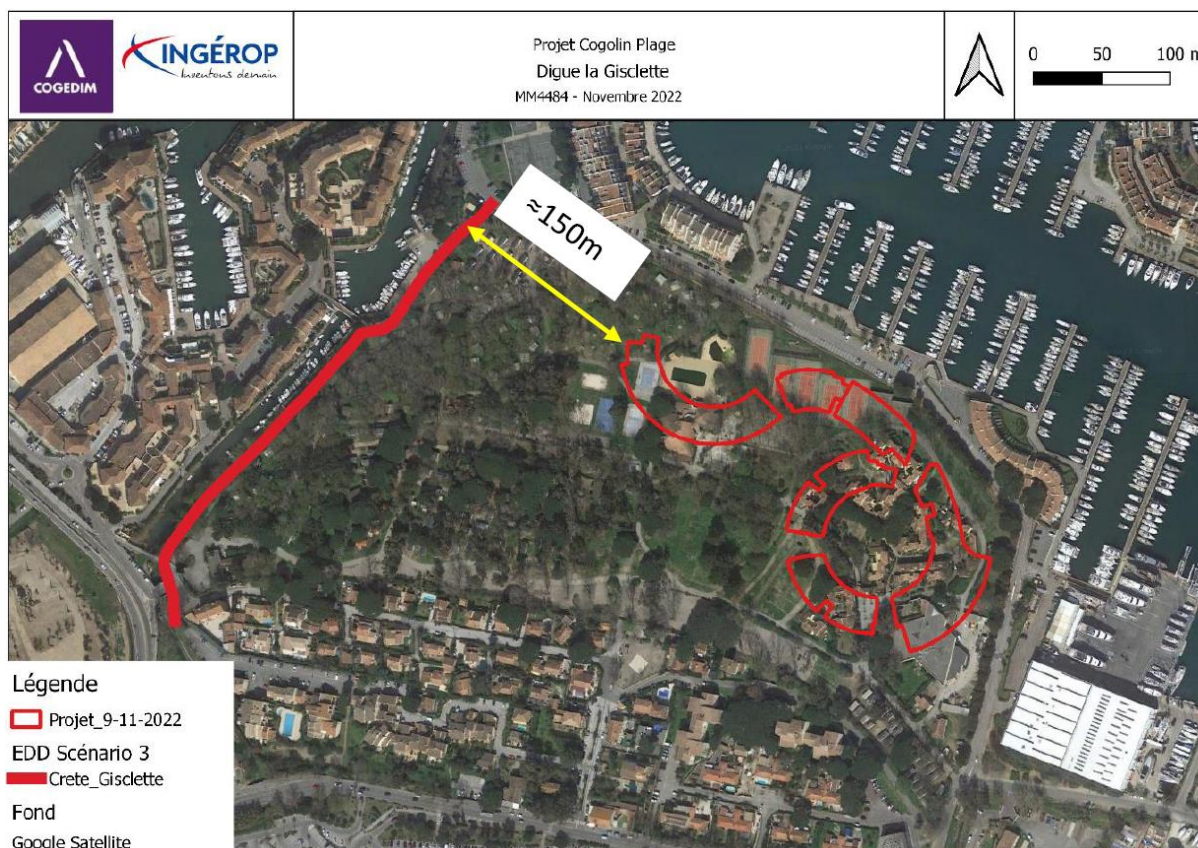 COGEDIM
INGÉROP
Inventons demain
Projet Cogolin Plage
Digue la Gisclette
MM4484 - Novembre 2022
0 50 100 m
≈150m
Légende
Projet_9-11-2022
EDD Scénario 3
Crete_Gisclette
Fond
Google Satellite